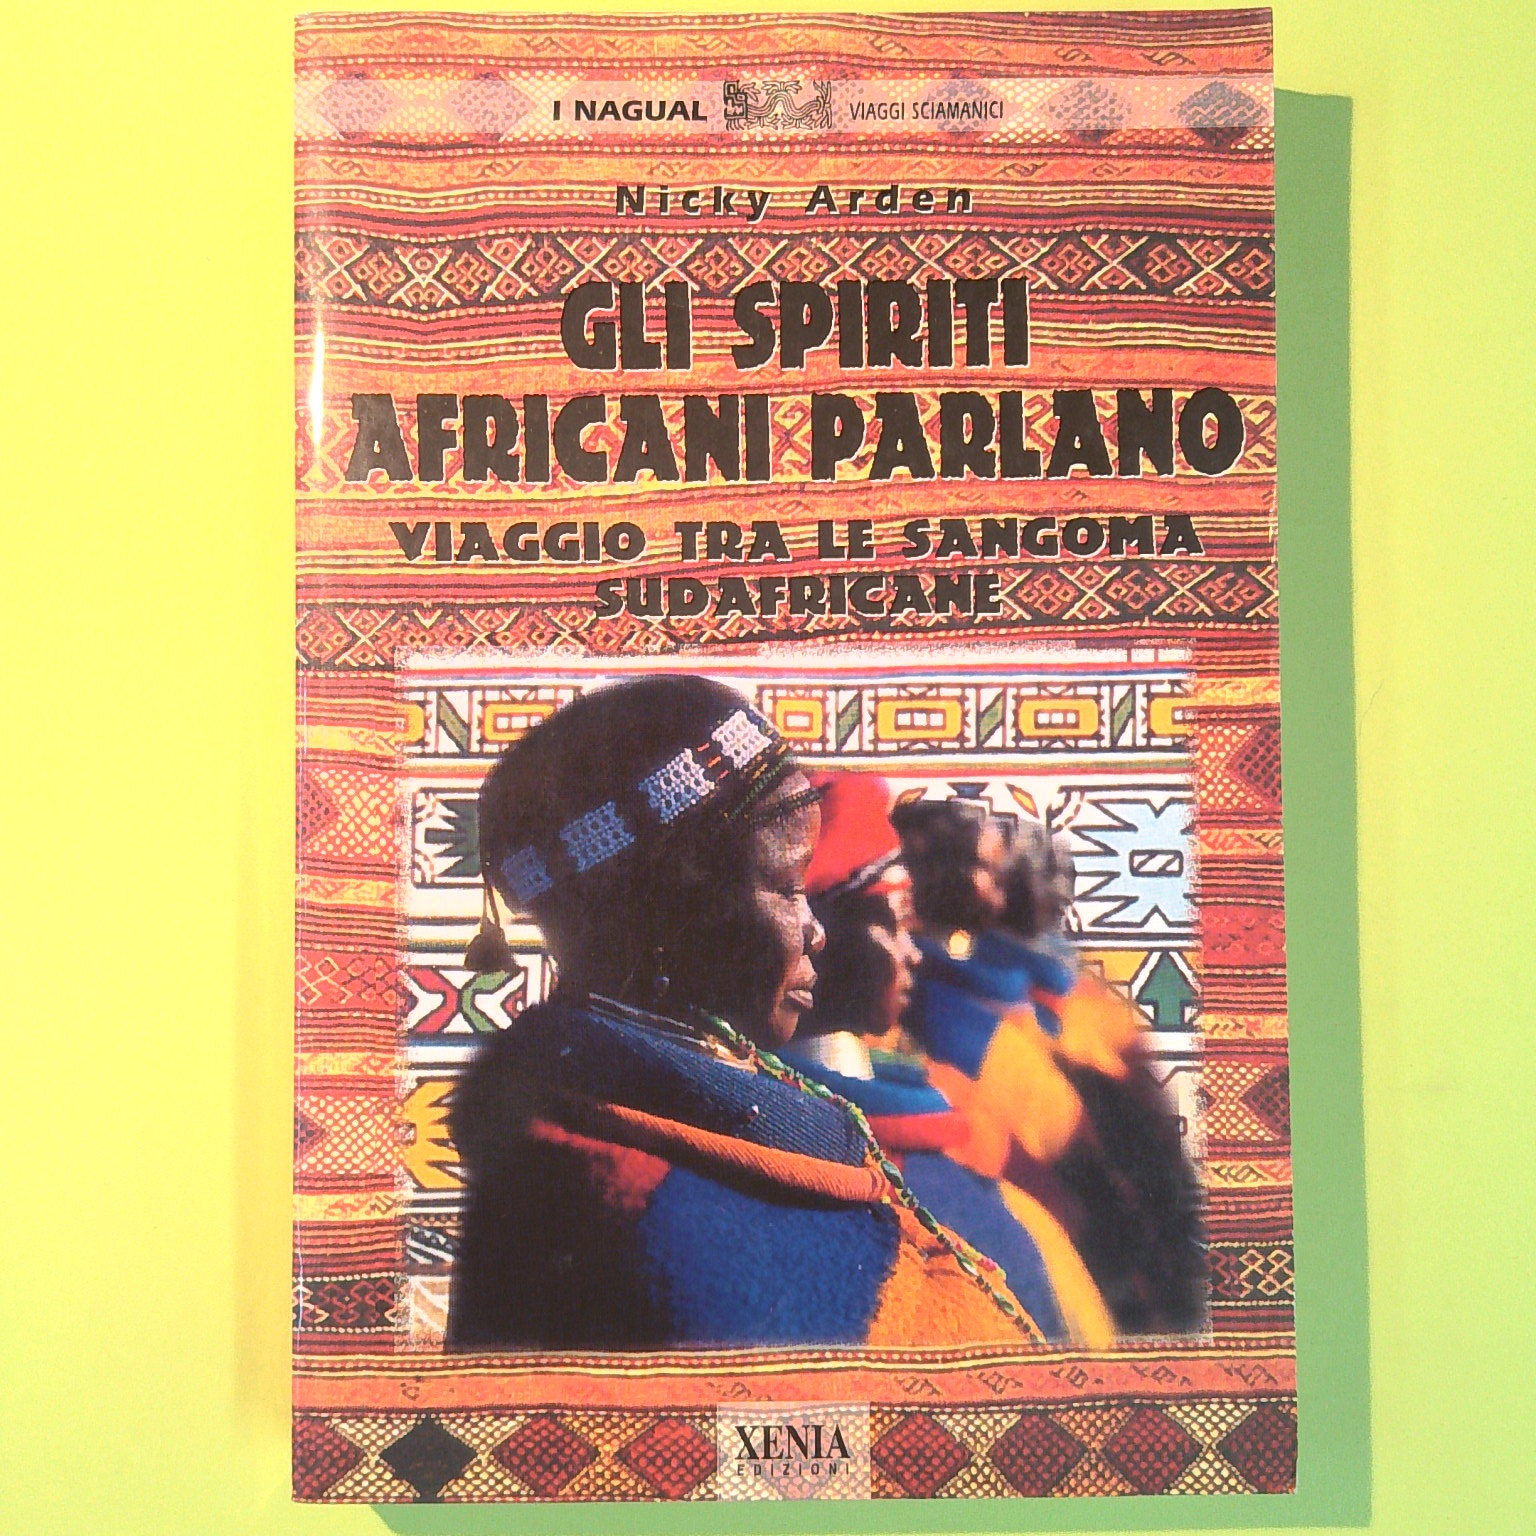 I NAGUAL VIAGGI SCIAMANICI
Nicky Arden
GLI SPIRITI
AFRICANI PARLANO
VIAGGIO TRA LE SANGOMA
SUDAFRICANE
XENIA
EDIZIONI